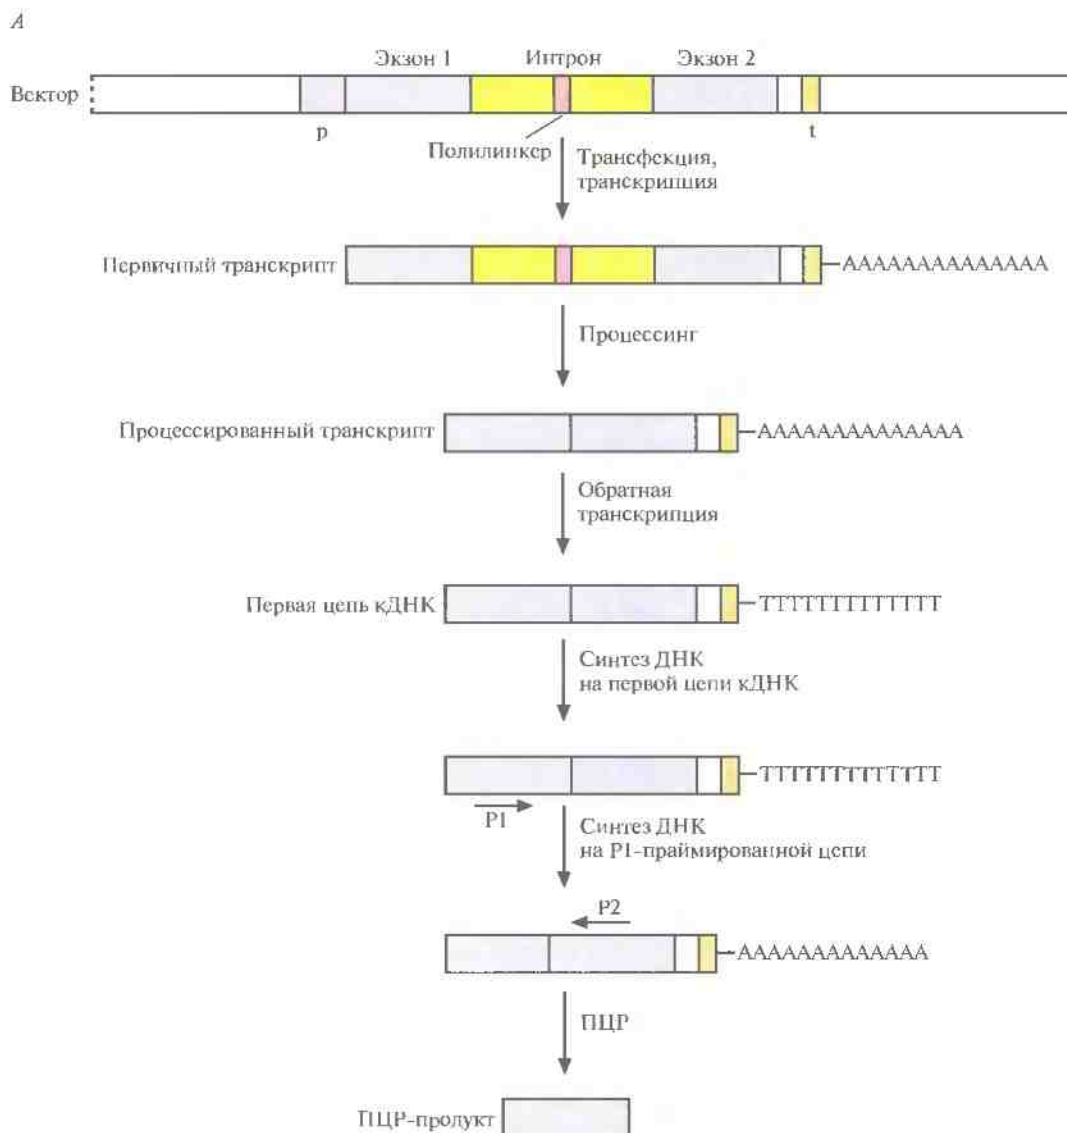 А
Экзон 1 Интрон Экзон 2
Вектор
p t
Полилинкер
Трансфекция,
транскрипция
Первичный транскрипт AAAAAAAAAAAAAA
Процессинг
Процессированный транскрипт AAAAAAAAAAAAAA
Обратная
транскрипция
Первая цепь кДНК TTTTTTTTTTTTT
Синтез ДНК
на первой цепи кДНК
TTTTTTTTTTTTT
P1
Синтез ДНК
на P1-праймированной цепи
P2
AAAAAAAAAAAAA
ПЦР
ПЦР-продукт